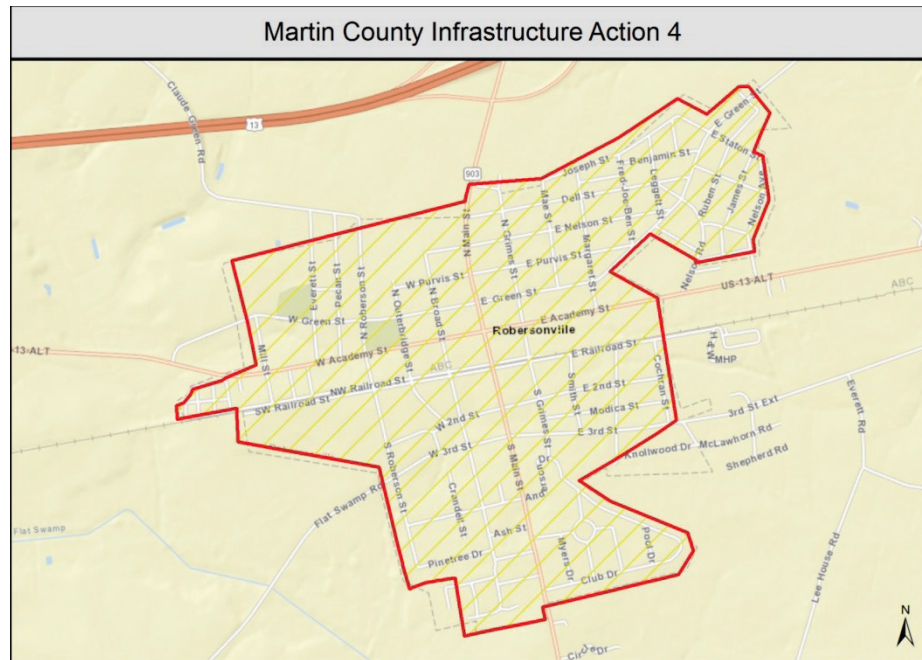 Martin County Infrastructure Action 4
Claude Green Rd
13
903
E Green St
E Staton St
Joseph St
Benjamin St
Fred-Joe Ben St
Leggett St
Ruben St
James St
Nelson Ave
Dell St
Mae St
N Main St
N Grimes St
E Nelson St
Margaret St
Nelson Rd
Everett St
Pecan St
N Roberson St
W Purvis St
E Purvis St
N Outerbridge St
N Broad St
E Green St
US-13-ALT
ABC
W Green St
E Academy St
Robersonville
Mill St
W Academy St
ABC
E Railroad St
H & W
MHP
-13-ALT
NW Railroad St
SW Railroad St
Cochran St
Smith St
E 2nd St
S Grimes St
Modica St
W 2nd St
E 3rd St
3rd St Ext
Everett Rd
W 3rd St
Knollwood Dr
McLawhorn Rd
Shepherd Rd
S Roberson St
S Main St
Flat Swamp Rd
Crandell St
Anderson Dr
Flat Swamp
Ash St
Pinetree Dr
Myers Dr
Pool Dr
Club Dr
Lee House Rd
Circle Dr
N